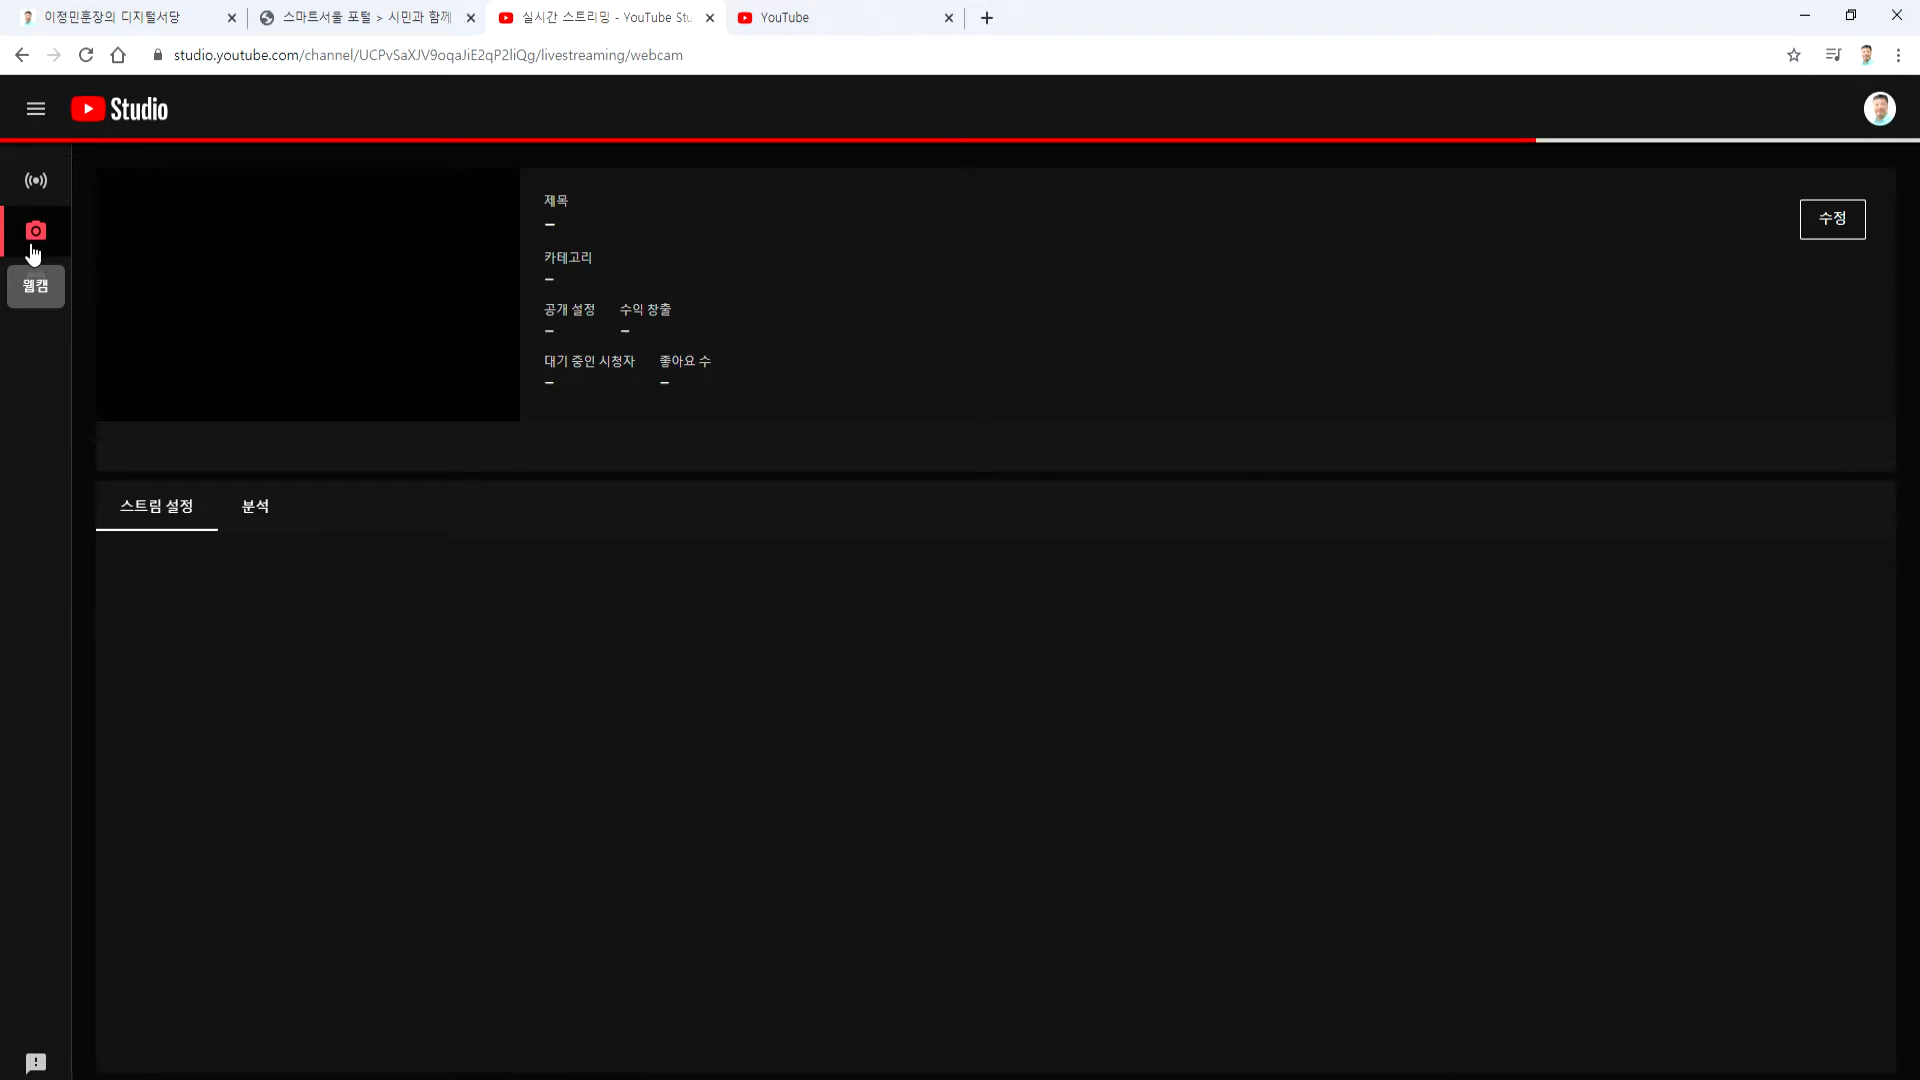 이정민훈장의 디지털서당
스마트서울 포털 > 시민과 함께
실시간 스트리밍 - YouTube Stu
YouTube
studio.youtube.com/channel/UCPvSaXJV9oqaJiE2qP2liQg/livestreaming/webcam
Studio
제목
–
수정
카테고리
–
웹캠
공개 설정 수익 창출
– –
대기 중인 시청자 좋아요 수
– –
스트림 설정 분석